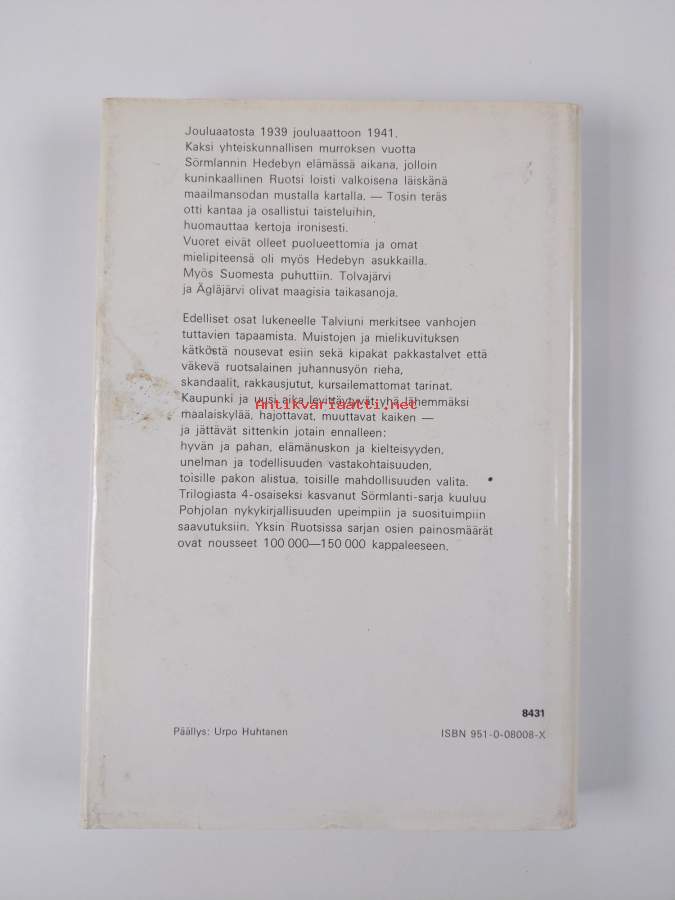 Jouluaatosta 1939 jouluaattoon 1941.
Kaksi yhteiskunnallisen murroksen vuotta
Sörmlannin Hedebyn elämässä aikana, jolloin
kuninkaallinen Ruotsi loisti valkoisena läiskänä
maailmansodan mustalla kartalla. — Tosin teräs
otti kantaa ja osallistui taisteluihin,
huomauttaa kertoja ironisesti.
Vuoret eivät olleet puolueettomia ja omat
mielipiteensä oli myös Hedebyn asukkailla.
Myös Suomesta puhuttiin. Tolvajärvi
ja Ägläjärvi olivat maagisia taikasanoja.
Edelliset osat lukeneelle Talviuni merkitsee vanhojen
tuttavien tapaamista. Muistojen ja mielikuvituksen
kätköstä nousevat esiin sekä kipakat pakkastalvet että
väkevä ruotsalainen juhannusyön rieha,
skandaalit, rakkausjutut, kursailemattomat tarinat.
Kaupunki ja uusi aika levittäytyvät yhä lähemmäksi
Antikvariaatti.net
maalaiskylää, hajottavat, muuttavat kaiken —
ja jättävät sittenkin jotain ennalleen:
hyvän ja pahan, elämänuskon ja kielteisyyden,
unelman ja todellisuuden vastakohtaisuuden,
toisille pakon alistua, toisille mahdollisuuden valita.
Trilogiasta 4-osaiseksi kasvanut Sörmlanti-sarja kuuluu
Pohjolan nykykirjallisuuden upeimpiin ja suosituimpiin
saavutuksiin. Yksin Ruotsissa sarjan osien painosmäärät
ovat nousseet 100 000—150 000 kappaleeseen.
8431
Päällys: Urpo Huhtanen
ISBN 951-0-08008-X